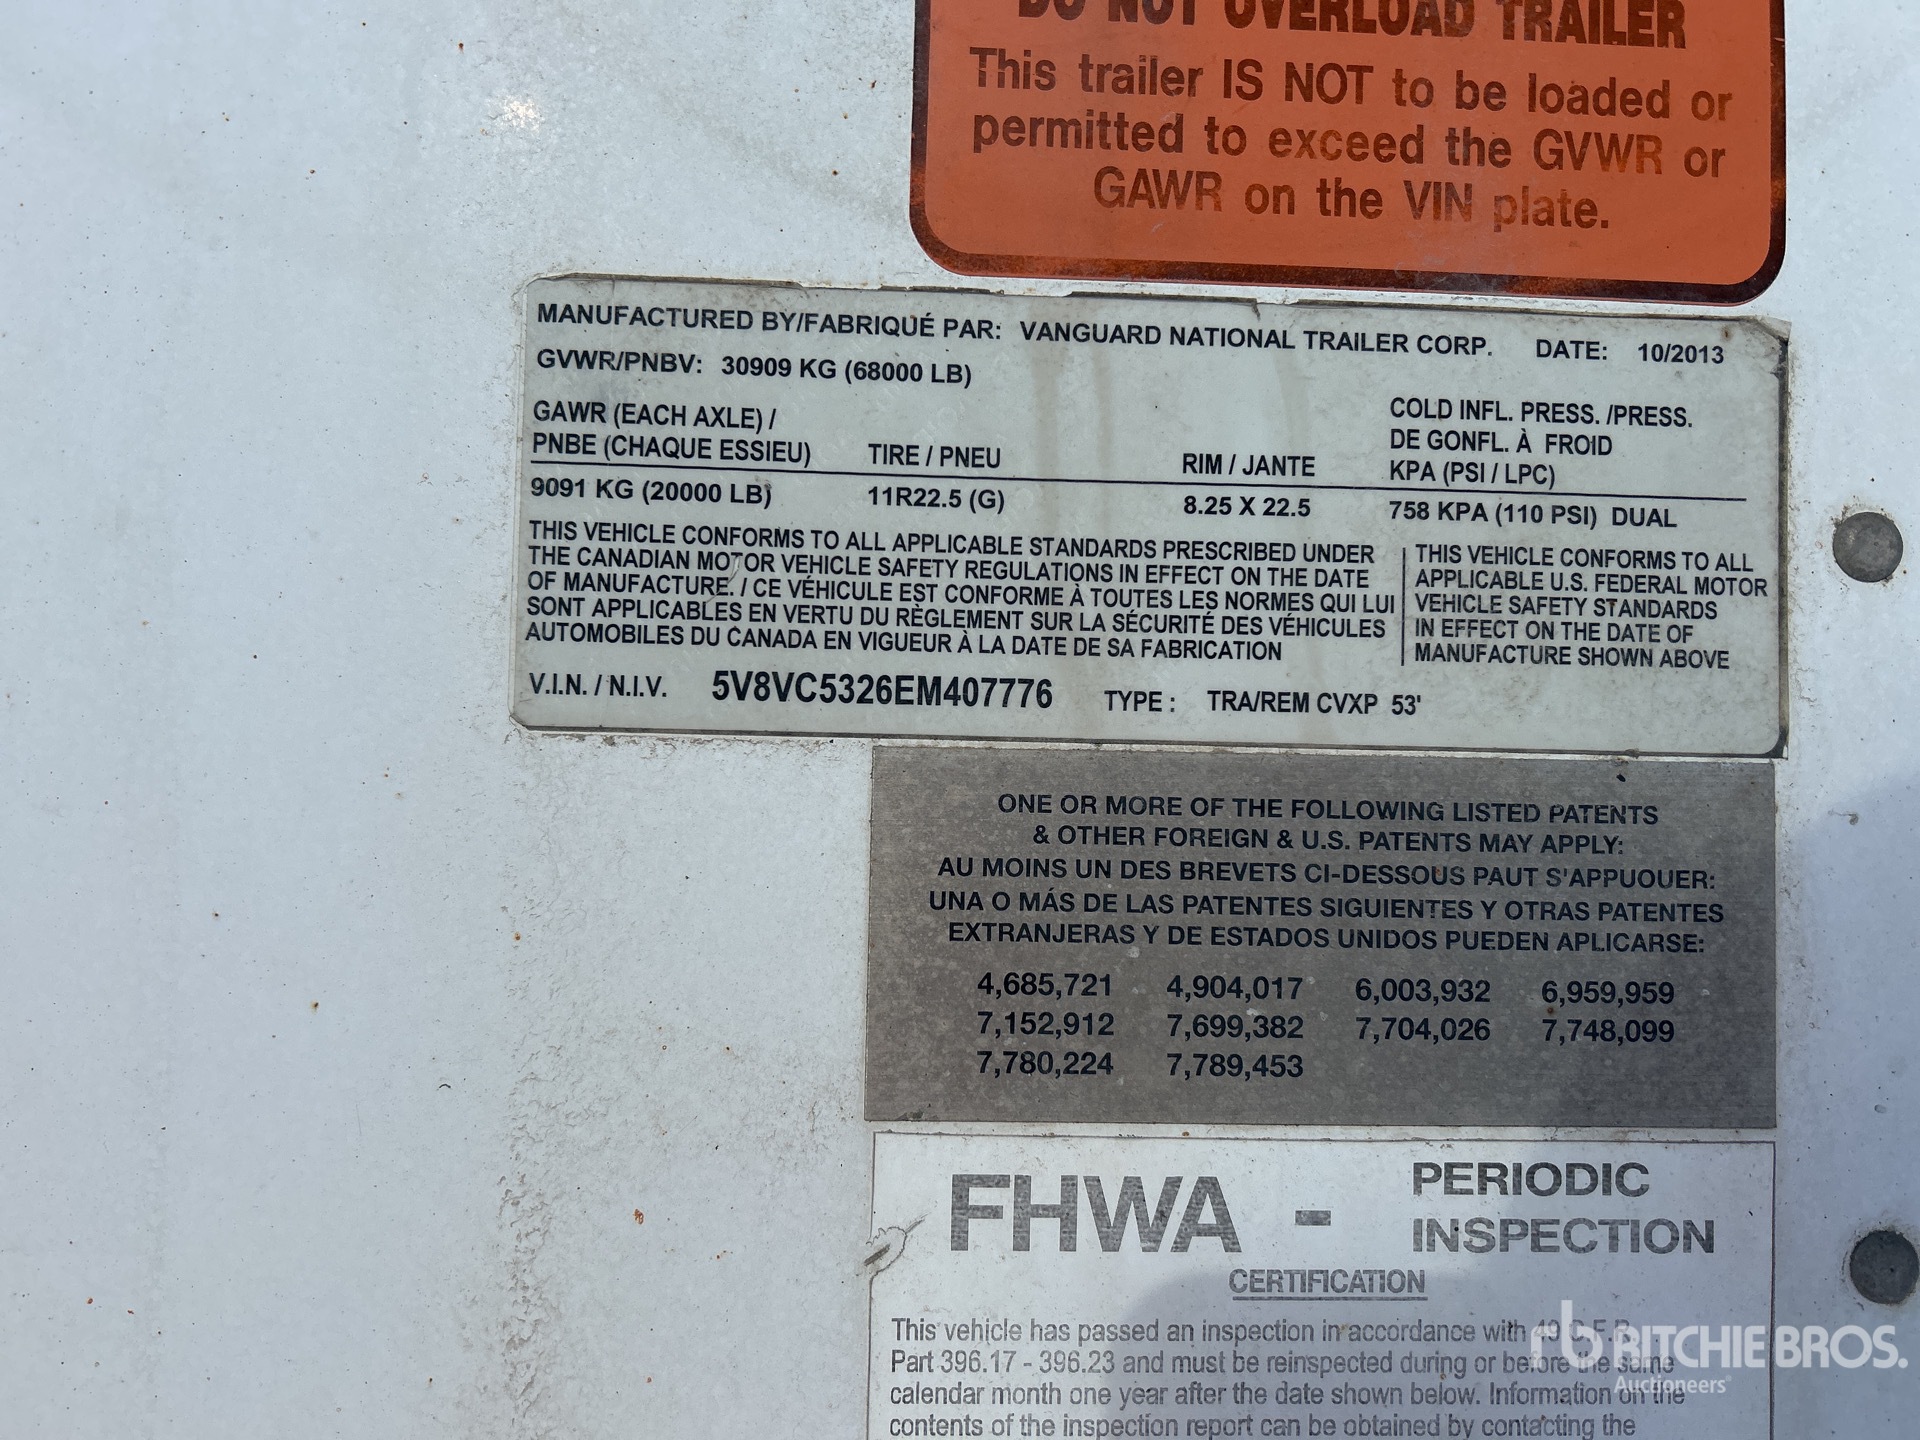 DO NOT OVERLOAD TRAILER
This trailer IS NOT to be loaded or
permitted to exceed the GVWR or
GAWR on the VIN plate.
MANUFACTURED BY/FABRIQUÉ PAR: VANGUARD NATIONAL TRAILER CORP. DATE: 10/2013
GVWR/PNBV: 30909 KG (68000 LB)
GAWR (EACH AXLE) /
PNBE (CHAQUE ESSIEU) TIRE / PNEU RIM / JANTE
COLD INFL. PRESS. /PRESS.
DE GONFL. À FROID
KPA (PSI / LPC)
9091 KG (20000 LB) 11R22.5 (G) 8.25 X 22.5 758 KPA (110 PSI) DUAL
THIS VEHICLE CONFORMS TO ALL APPLICABLE STANDARDS PRESCRIBED UNDER
THE CANADIAN MOTOR VEHICLE SAFETY REGULATIONS IN EFFECT ON THE DATE
OF MANUFACTURE. / CE VÉHICULE EST CONFORME À TOUTES LES NORMES QUI LUI
SONT APPLICABLES EN VERTU DU RÈGLEMENT SUR LA SÉCURITÉ DES VÉHICULES
AUTOMOBILES DU CANADA EN VIGUEUR À LA DATE DE SA FABRICATION
THIS VEHICLE CONFORMS TO ALL
APPLICABLE U.S. FEDERAL MOTOR
VEHICLE SAFETY STANDARDS
IN EFFECT ON THE DATE OF
MANUFACTURE SHOWN ABOVE
V.I.N. / N.I.V. 5V8VC5326EM407776 TYPE : TRA/REM CVXP 53'
ONE OR MORE OF THE FOLLOWING LISTED PATENTS
& OTHER FOREIGN & U.S. PATENTS MAY APPLY:
AU MOINS UN DES BREVETS CI-DESSOUS PAUT S'APPUOUER:
UNA O MÁS DE LAS PATENTES SIGUIENTES Y OTRAS PATENTES
EXTRANJERAS Y DE ESTADOS UNIDOS PUEDEN APLICARSE:
4,685,721 4,904,017 6,003,932 6,959,959
7,152,912 7,699,382 7,704,026 7,748,099
7,780,224 7,789,453
FHWA - PERIODIC
INSPECTION
CERTIFICATION
This vehicle has passed an inspection in accordance with 49 C.F.R.
Part 396.17 - 396.23 and must be reinspected during or before the same
calendar month one year after the date shown below. Information on the
contents of the inspection report can be obtained by contacting the
rb RITCHIE BROS.
Auctioneers